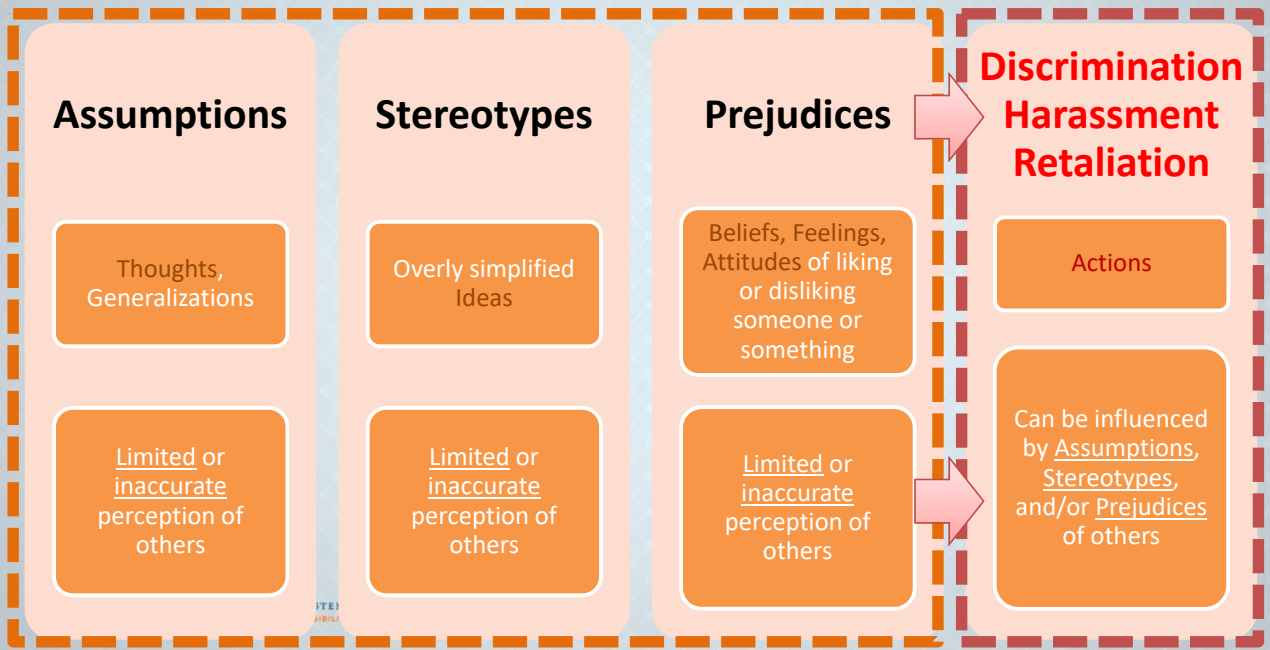 Assumptions
Thoughts,
Generalizations
Limited or
inaccurate
perception of
others
Stereotypes
Overly simplified
Ideas
Limited or
inaccurate
perception of
others
Prejudices
Beliefs, Feelings,
Attitudes of liking
or disliking
someone or
something
Limited or
inaccurate
perception of
others
Discrimination
Harassment
Retaliation
Actions
Can be influenced
by Assumptions,
Stereotypes,
and/or Prejudices
of others